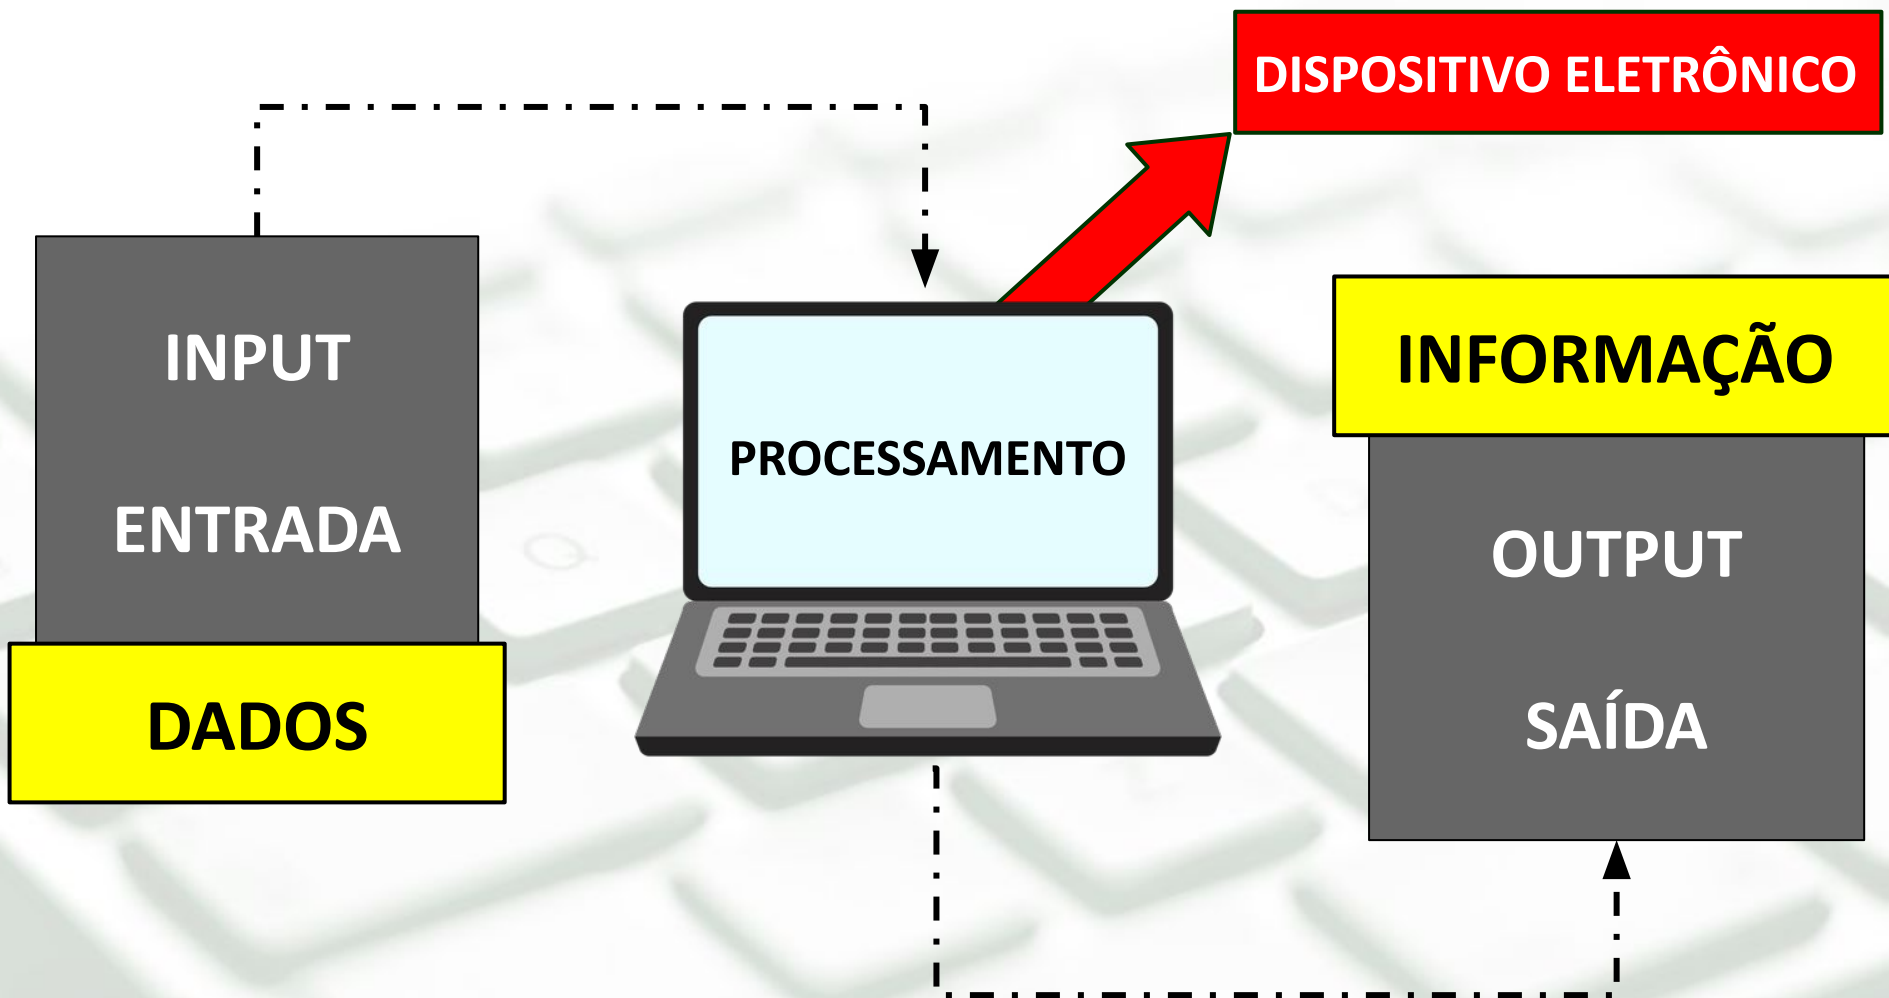 DISPOSITIVO ELETRÔNICO
INPUT
ENTRADA
DADOS
PROCESSAMENTO
INFORMAÇÃO
OUTPUT
SAÍDA